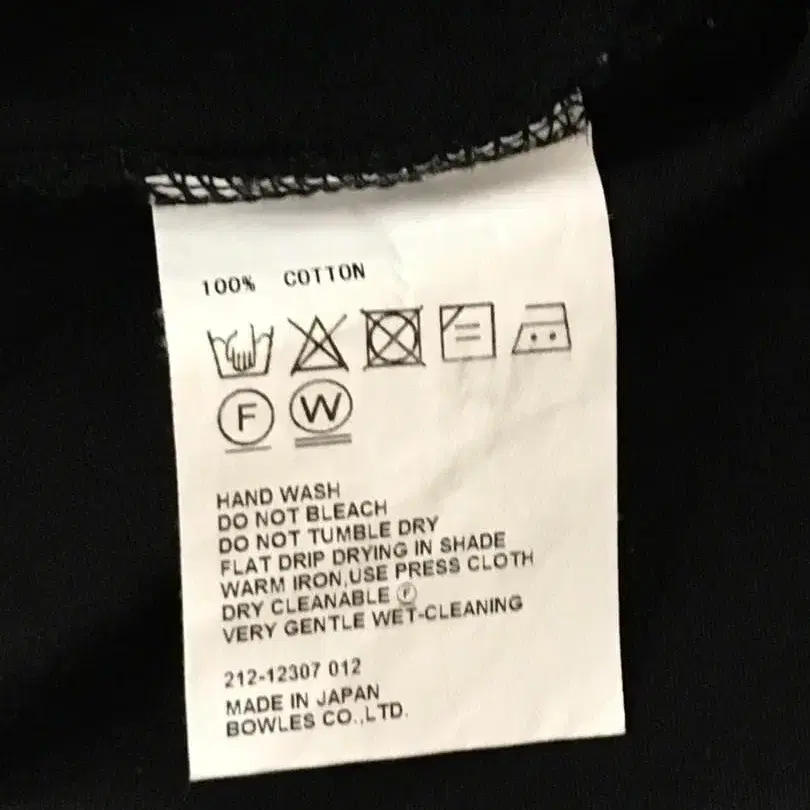 100% COTTON
F W
HAND WASH
DO NOT BLEACH
DO NOT TUMBLE DRY
FLAT DRIP DRYING IN SHADE
WARM IRON,USE PRESS CLOTH
DRY CLEANABLE Ⓕ
VERY GENTLE WET-CLEANING
212-12307 012
MADE IN JAPAN
BOWLES CO.,LTD.